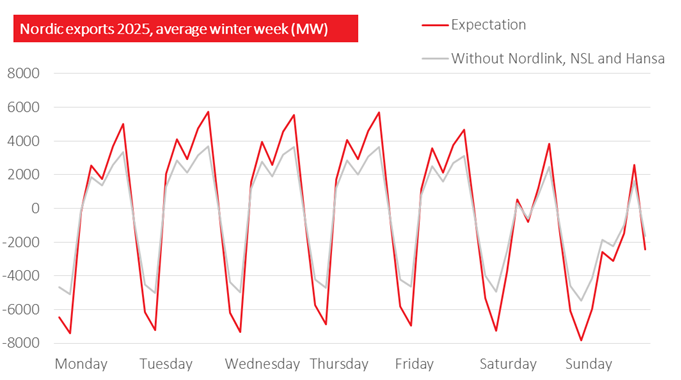 Nordic exports 2025, average winter week (MW)
Expectation
Without Nordlink, NSL and Hansa
8000
6000
4000
2000
0
-2000
-4000
-6000
-8000
Monday Tuesday Wednesday Thursday Friday Saturday Sunday